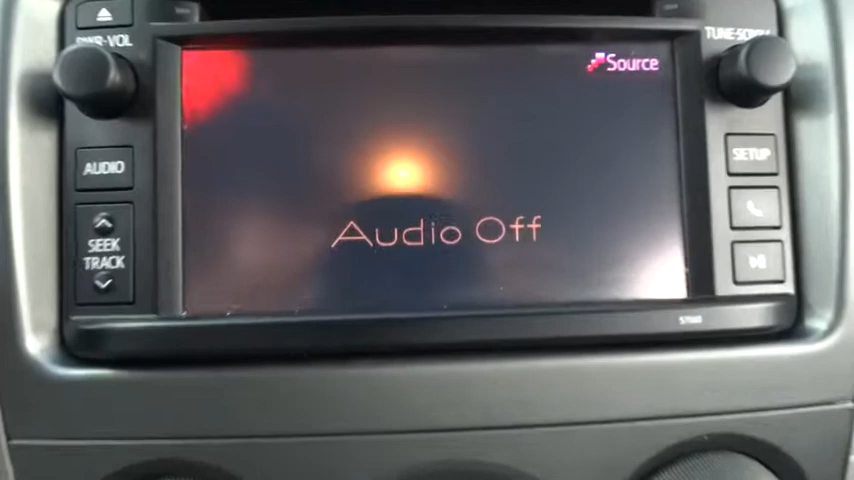 PWR·VOL
TUNE·SCROLL
Source
AUDIO
SETUP
SEEK
TRACK
Audio Off